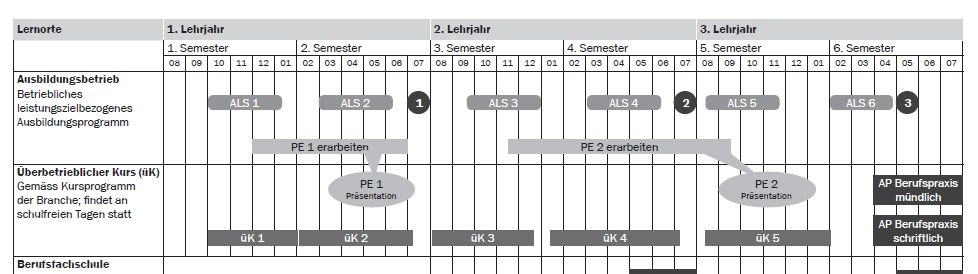 Lernorte 1. Lehrjahr 2. Lehrjahr 3. Lehrjahr
1. Semester 2. Semester 3. Semester 4. Semester 5. Semester 6. Semester
08 09 10 11 12 01 02 03 04 05 06 07 08 09 10 11 12 01 02 03 04 05 06 07 08 09 10 11 12 01 02 03 04 05 06 07
Ausbildungsbetrieb
Betriebliches
leistungszielbezogenes
Ausbildungsprogramm
ALS 1 ALS 2 1 ALS 3 ALS 4 2 ALS 5 ALS 6 3
PE 1 erarbeiten PE 2 erarbeiten
Überbetrieblicher Kurs (üK)
Gemäss Kursprogramm
der Branche; findet an
schulfreien Tagen statt
PE 1
Präsentation
PE 2
Präsentation
AP Berufspraxis
mündlich
AP Berufspraxis
schriftlich
üK 1 üK 2 üK 3 üK 4 üK 5
Berufsfachschule